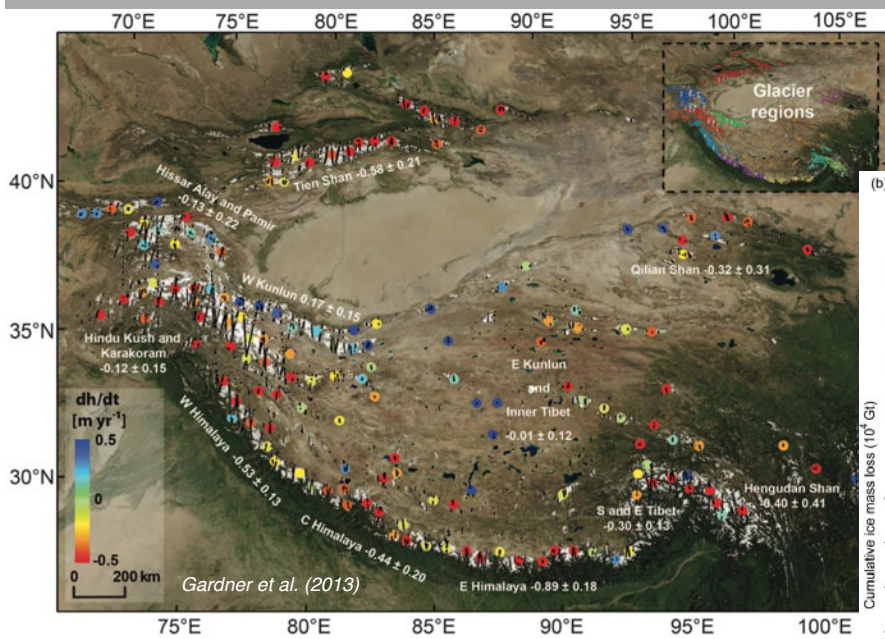 70°E 75°E 80°E 85°E 90°E 95°E 100°E 105°E
Glacier
regions
(b)
40°N
Hissar Alay and Pamir
-0.13 ± 0.22
Tien Shan -0.58 ± 0.21
W Kunlun 0.17 ± 0.15
Qilian Shan -0.32 ± 0.31
35°N
Hindu Kush and
Karakoram
-0.12 ± 0.15
E Kunlun
and
Inner Tibet
-0.01 ± 0.12
dh/dt
[m yr⁻¹]
0.5
0
-0.5
0 200 km
W Himalaya -0.53 ± 0.13
30°N
C Himalaya -0.44 ± 0.20
S and E Tibet
-0.30 ± 0.13
Hengudan Shan
-0.40 ± 0.41
E Himalaya -0.89 ± 0.18
Gardner et al. (2013)
Cumulative ice mass loss (10⁴ Gt)
75°E 80°E 85°E 90°E 95°E 100°E